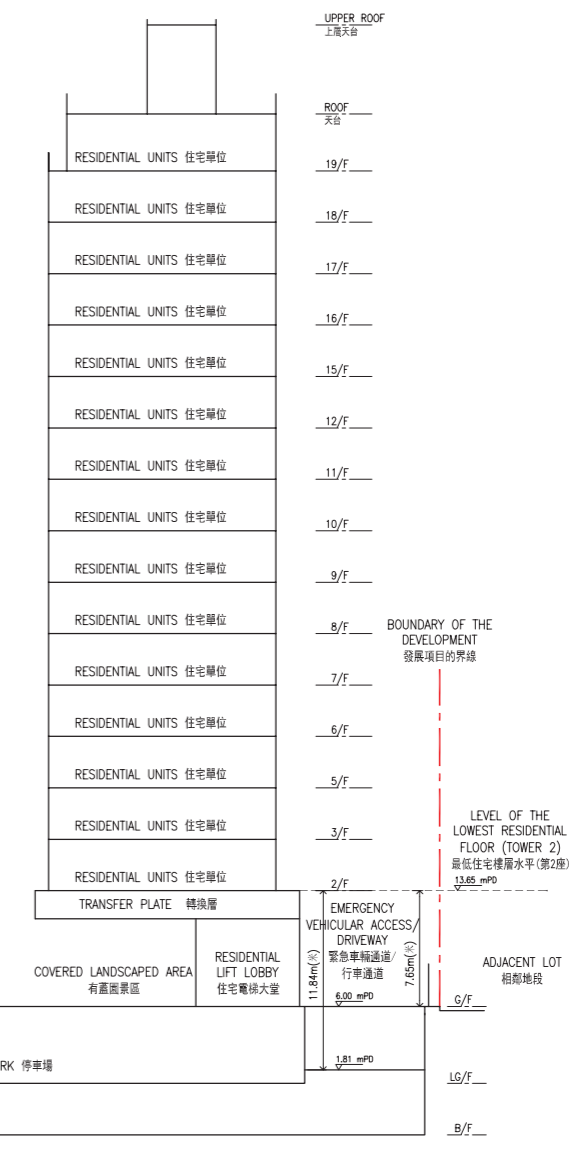 UPPER ROOF
上層天台
ROOF
天台
RESIDENTIAL UNITS 住宅單位
19/F
RESIDENTIAL UNITS 住宅單位
18/F
RESIDENTIAL UNITS 住宅單位
17/F
RESIDENTIAL UNITS 住宅單位
16/F
RESIDENTIAL UNITS 住宅單位
15/F
RESIDENTIAL UNITS 住宅單位
12/F
RESIDENTIAL UNITS 住宅單位
11/F
RESIDENTIAL UNITS 住宅單位
10/F
RESIDENTIAL UNITS 住宅單位
9/F
RESIDENTIAL UNITS 住宅單位
8/F
BOUNDARY OF THE
DEVELOPMENT
發展項目的界線
RESIDENTIAL UNITS 住宅單位
7/F
RESIDENTIAL UNITS 住宅單位
6/F
RESIDENTIAL UNITS 住宅單位
5/F
RESIDENTIAL UNITS 住宅單位
3/F
LEVEL OF THE
LOWEST RESIDENTIAL
FLOOR (TOWER 2)
最低住宅樓層水平(第2座)
13.65 mPD
RESIDENTIAL UNITS 住宅單位
2/F
TRANSFER PLATE 轉換層
EMERGENCY
VEHICULAR ACCESS/
DRIVEWAY
緊急車輛通道/
行車通道
11.84m(米)
7.65m(米)
6.00 mPD
COVERED LANDSCAPED AREA
有蓋園景區
RESIDENTIAL
LIFT LOBBY
住宅電梯大堂
ADJACENT LOT
相鄰地段
G/F
RK 停車場
1.81 mPD
LG/F
B/F